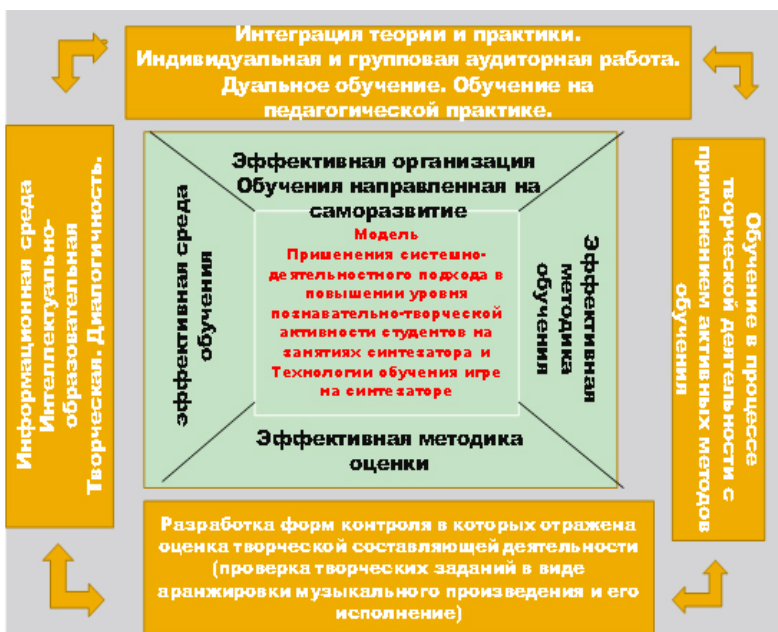 Интеграция теории и практики.
Индивидуальная и групповая аудиторная работа.
Дуальное обучение. Обучение на
педагогической практике.
Информационная среда
Интеллектуально-
образовательная
Творческая. Диалогичность.
Эффективная организация
Обучения направленная на
саморазвитие
эффективная среда
обучения
Модель
Применения системно-
деятельностного подхода в
повышении уровня
познавательно-творческой
активности студентов на
занятиях синтезатора и
Технологии обучения игре
на синтезаторе
Эффективная
методика
обучения
Эффективная методика
оценки
Обучение в процессе
творческой деятельности с
применением активных методов
обучения
Разработка форм контроля в которых отражена
оценка творческой составляющей деятельности
(проверка творческих заданий в виде
аранжировки музыкального произведения и его
исполнение)